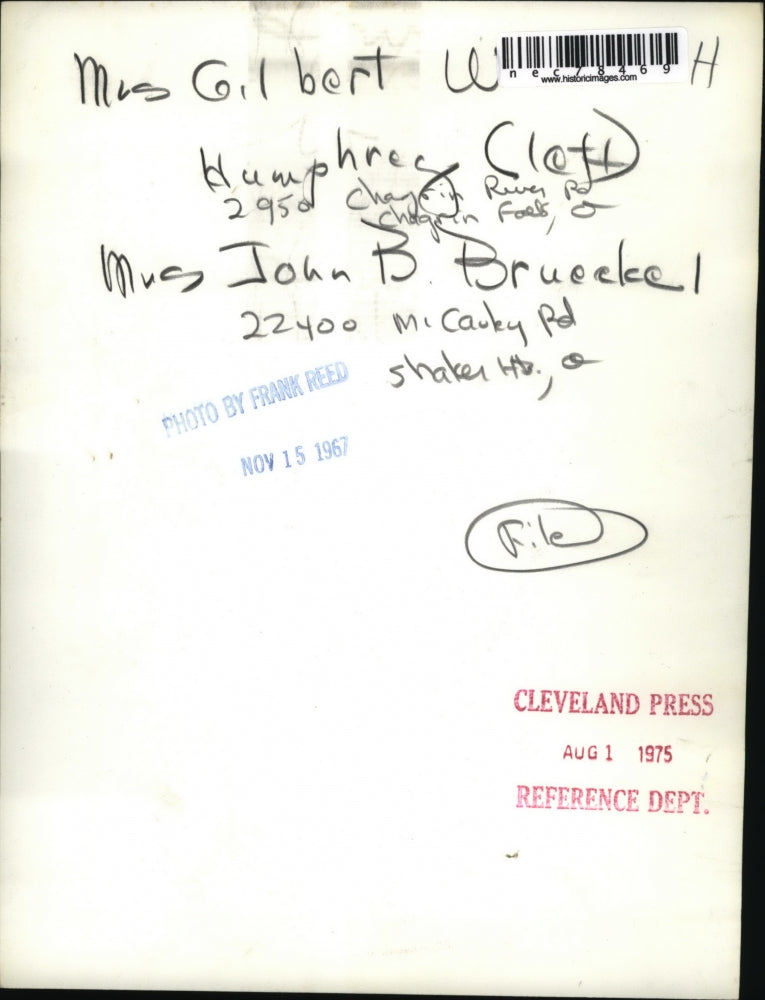 Mrs Gilbert W H
nec78469
www.historicimages.com
Humphrey (left)
2950 Chagrin River Rd
Chagrin Falls, O
Mrs John B. Brueckel
22400 McCauley Rd
Shaker Hts., O
PHOTO BY FRANK REED
NOV 15 1967
File
CLEVELAND PRESS
AUG 1 1975
REFERENCE DEPT.